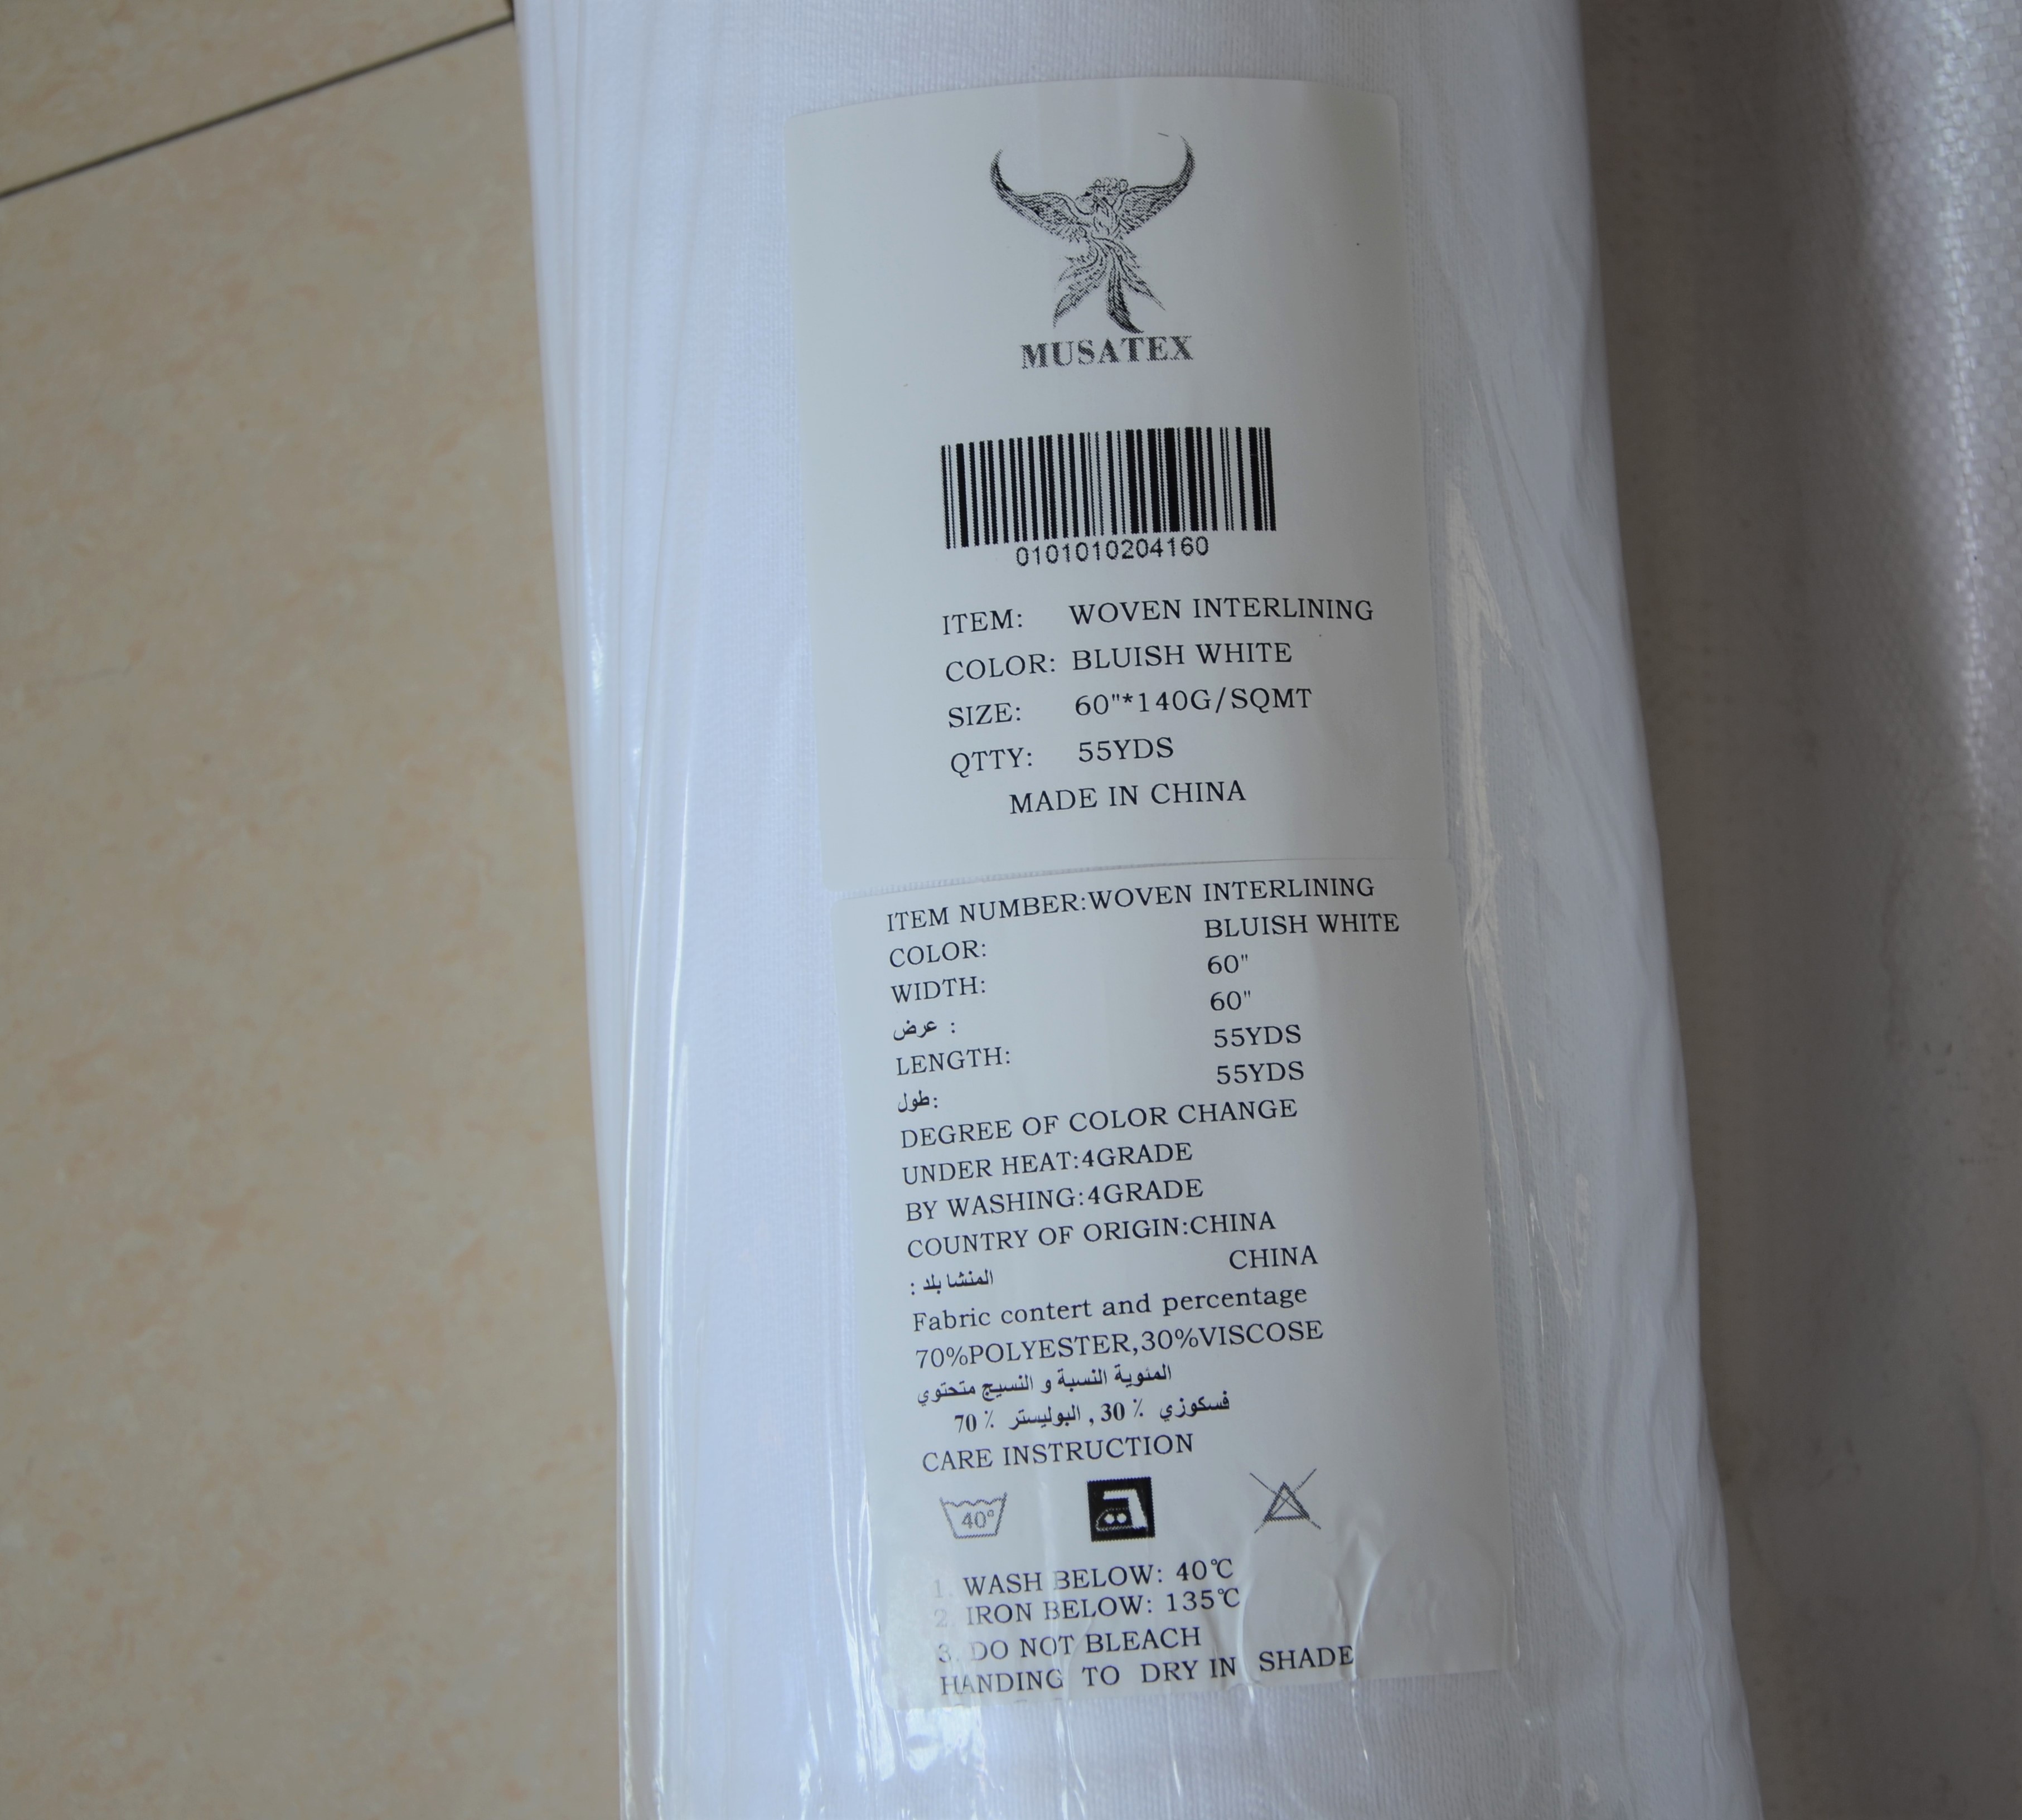 MUSATEX
0101010204160
ITEM: WOVEN INTERLINING
COLOR: BLUISH WHITE
SIZE: 60"*140G/SQMT
QTTY: 55YDS
MADE IN CHINA
ITEM NUMBER:WOVEN INTERLINING
COLOR: BLUISH WHITE
WIDTH: 60"
عرض : 60"
LENGTH: 55YDS
طول: 55YDS
DEGREE OF COLOR CHANGE
UNDER HEAT:4GRADE
BY WASHING:4GRADE
COUNTRY OF ORIGIN:CHINA
المنشا بلد : CHINA
Fabric contert and percentage
70%POLYESTER,30%VISCOSE
المئوية النسبة و النسيج متحتوي
فسكوزي ٪ 30 , البوليستر ٪ 70
CARE INSTRUCTION
40°
1. WASH BELOW: 40℃
2. IRON BELOW: 135℃
3. DO NOT BLEACH
HANDING TO DRY IN SHADE